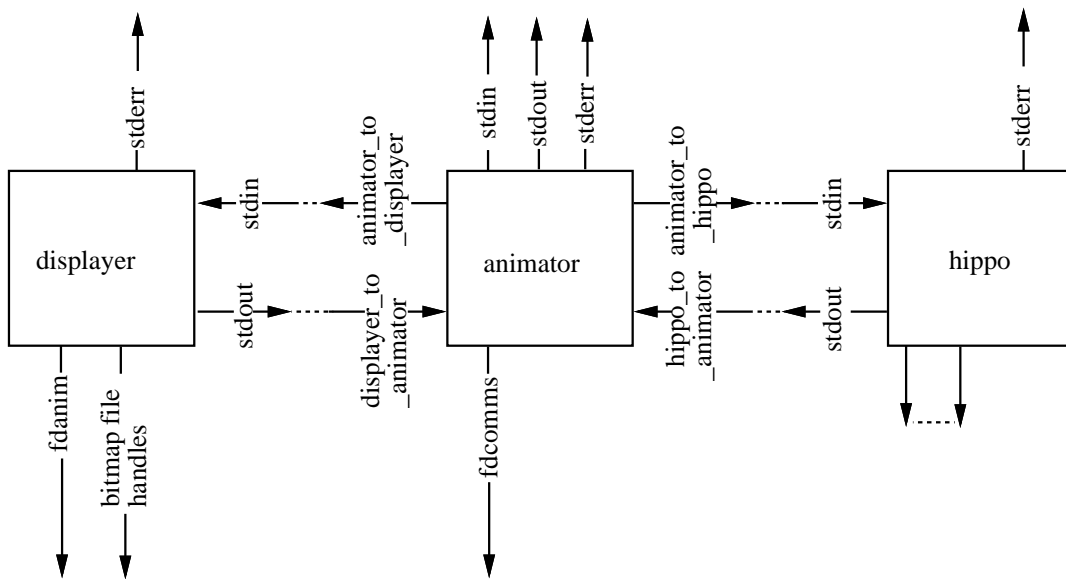 stderr
stdin
stdout
stderr
stderr
stdin
animator_to
_displayer
animator_to
_hippo
stdin
displayer
animator
hippo
stdout
displayer_to
_animator
hippo_to
_animator
stdout
fdanim
bitmap file
handles
fdcomms